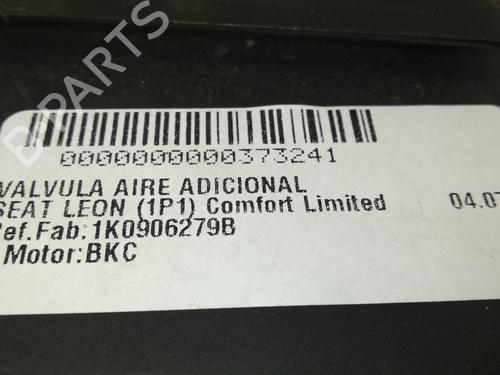 B-PARTS
0000000000373241
VALVULA AIRE ADICIONAL
SEAT LEON (1P1) Comfort Limited 04.07
Ref.Fab:1K0906279B
Motor:BKC